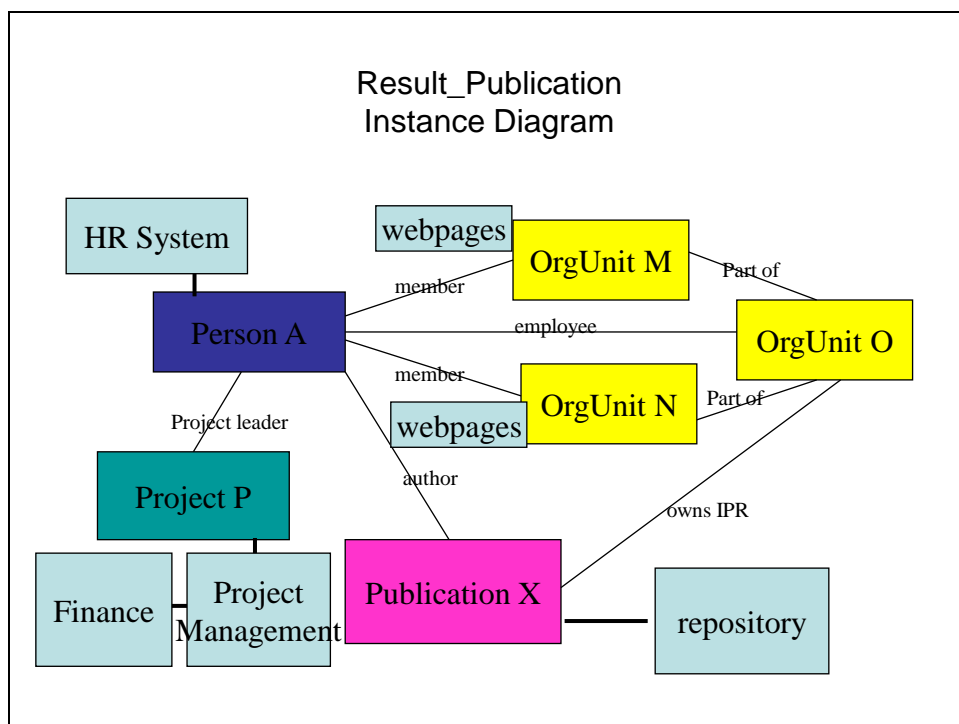 Result_Publication
Instance Diagram
HR System
webpages
OrgUnit M
Part of
member
Person A
employee
OrgUnit O
member
OrgUnit N
Part of
webpages
Project leader
author
Project P
owns IPR
Finance
Project
Management
Publication X
repository